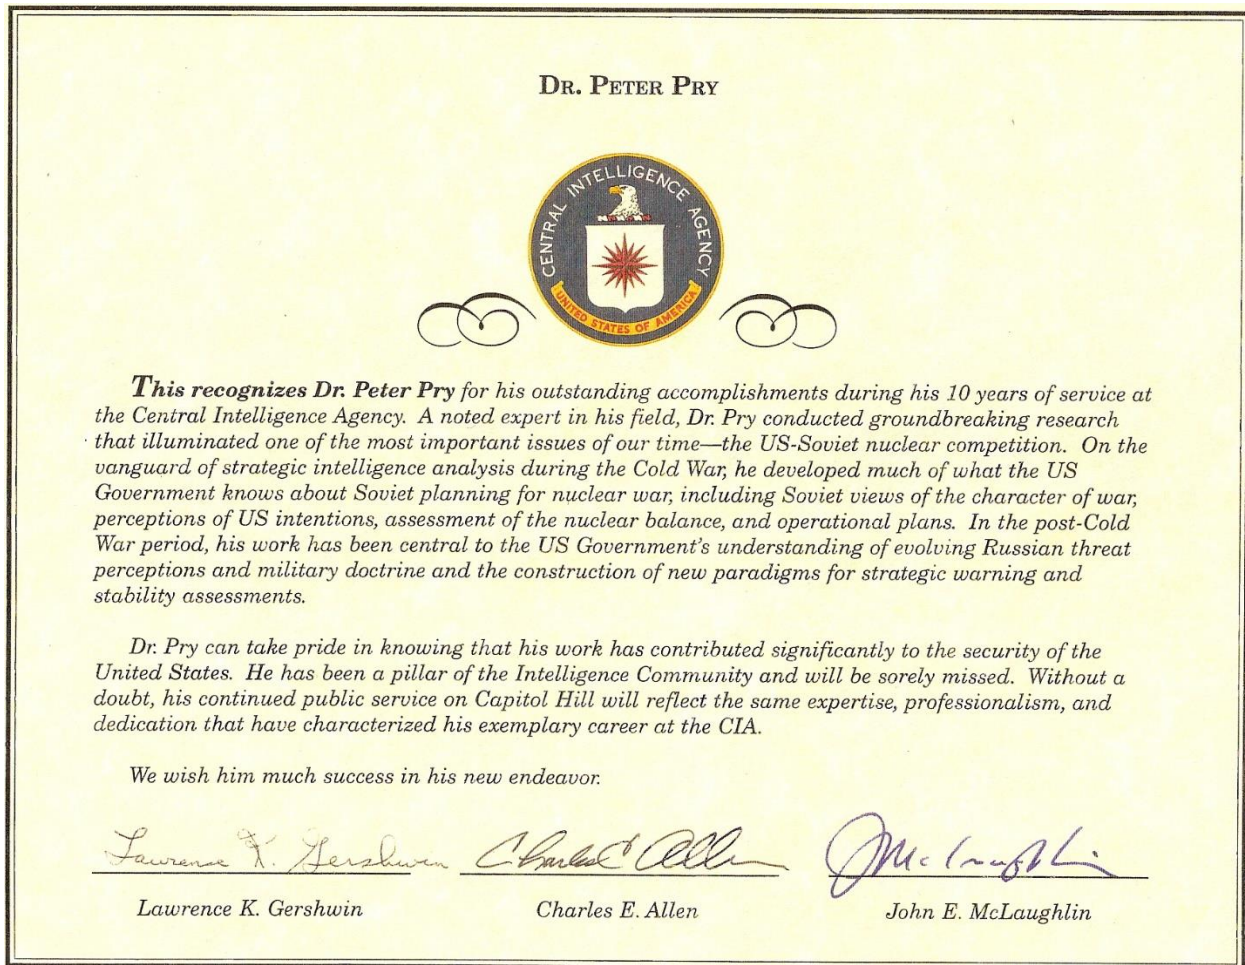 DR. PETER PRY
CENTRAL INTELLIGENCE AGENCY
UNITED STATES OF AMERICA
This recognizes Dr. Peter Pry for his outstanding accomplishments during his 10 years of service at
the Central Intelligence Agency. A noted expert in his field, Dr. Pry conducted groundbreaking research
that illuminated one of the most important issues of our time—the US-Soviet nuclear competition. On the
vanguard of strategic intelligence analysis during the Cold War, he developed much of what the US
Government knows about Soviet planning for nuclear war, including Soviet views of the character of war,
perceptions of US intentions, assessment of the nuclear balance, and operational plans. In the post-Cold
War period, his work has been central to the US Government's understanding of evolving Russian threat
perceptions and military doctrine and the construction of new paradigms for strategic warning and
stability assessments.
Dr. Pry can take pride in knowing that his work has contributed significantly to the security of the
United States. He has been a pillar of the Intelligence Community and will be sorely missed. Without a
doubt, his continued public service on Capitol Hill will reflect the same expertise, professionalism, and
dedication that have characterized his exemplary career at the CIA.
We wish him much success in his new endeavor.
Lawrence K. Gershwin Charles E Allen JMcLaughlin
Lawrence K. Gershwin Charles E. Allen John E. McLaughlin